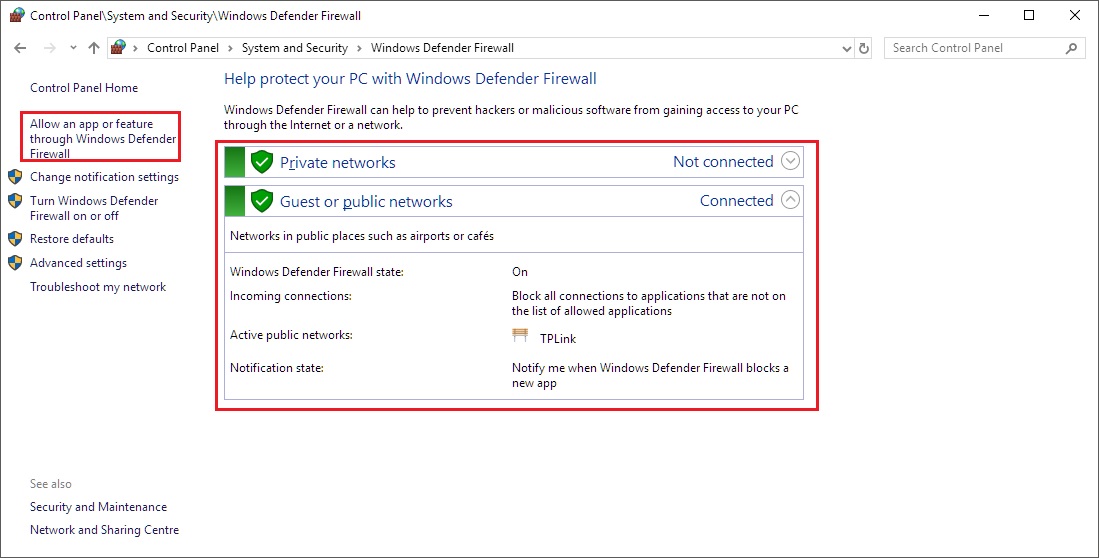 Control Panel\System and Security\Windows Defender Firewall
Control Panel
System and Security
Windows Defender Firewall
Search Control Panel
Control Panel Home
Allow an app or feature
through Windows Defender
Firewall
Change notification settings
Turn Windows Defender
Firewall on or off
Restore defaults
Advanced settings
Troubleshoot my network
Help protect your PC with Windows Defender Firewall
Windows Defender Firewall can help to prevent hackers or malicious software from gaining access to your PC
through the Internet or a network.
Private networks
Not connected
Guest or public networks
Connected
Networks in public places such as airports or cafés
Windows Defender Firewall state:
On
Incoming connections:
Block all connections to applications that are not on
the list of allowed applications
Active public networks:
TPLink
Notification state:
Notify me when Windows Defender Firewall blocks a
new app
See also
Security and Maintenance
Network and Sharing Centre